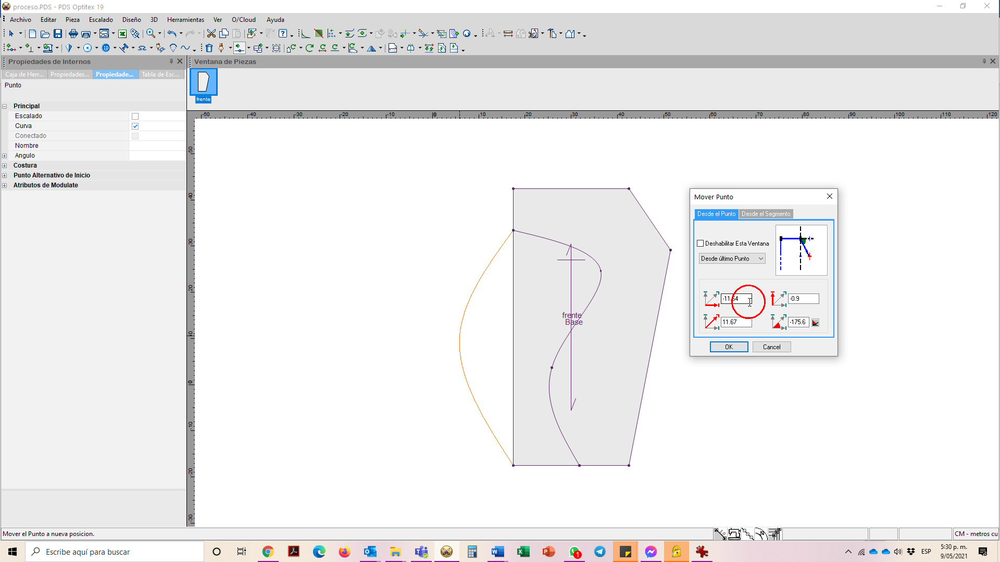 proceso.PDS - PDS Optitex 19
Archivo Editar Pieza Escalado Diseño 3D Herramientas Ver O/Cloud Ayuda
Propiedades de Internos
Ventana de Piezas
Caja de Herr... Propiedades... Propiedade... Tabla de Esc...
Punto
frente
Principal
Escalado
Curva
Conectado
Nombre
Angulo
Costura
Punto Alternativo de Inicio
Atributos de Modulate
-50 -40 -30 -20 -10 0 10 20 30 40 50 60 70 80 90 100 110 120
50
40
30
20
10
0
-10
-20
-30
frente
Base
Mover Punto
Desde el Punto Desde el Segmento
Deshabilitar Esta Ventana
Desde último Punto
-11.64 -0.9
11.67 -175.6
OK Cancel
Mover el Punto a nueva posicion.
CM - metros cu
Escribe aquí para buscar
1
ESP
5:30 p. m.
9/05/2021